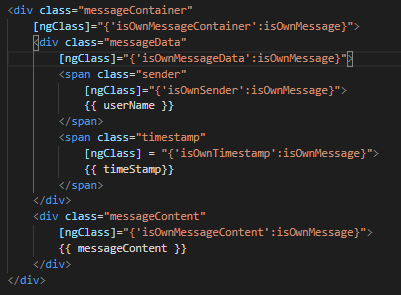 <div class="messageContainer"
[ngClass]="{'isOwnMessageContainer':isOwnMessage}">
<div class="messageData"
[ngClass]="{'isOwnMessageData':isOwnMessage}">
<span class="sender"
[ngClass]="{'isOwnSender':isOwnMessage}">
{{ userName }}
</span>
<span class="timestamp"
[ngClass] = "{'isOwnTimestamp':isOwnMessage}">
{{ timeStamp}}
</span>
</div>
<div class="messageContent"
[ngClass]="{'isOwnMessageContent':isOwnMessage}">
{{ messageContent }}
</div>
</div>